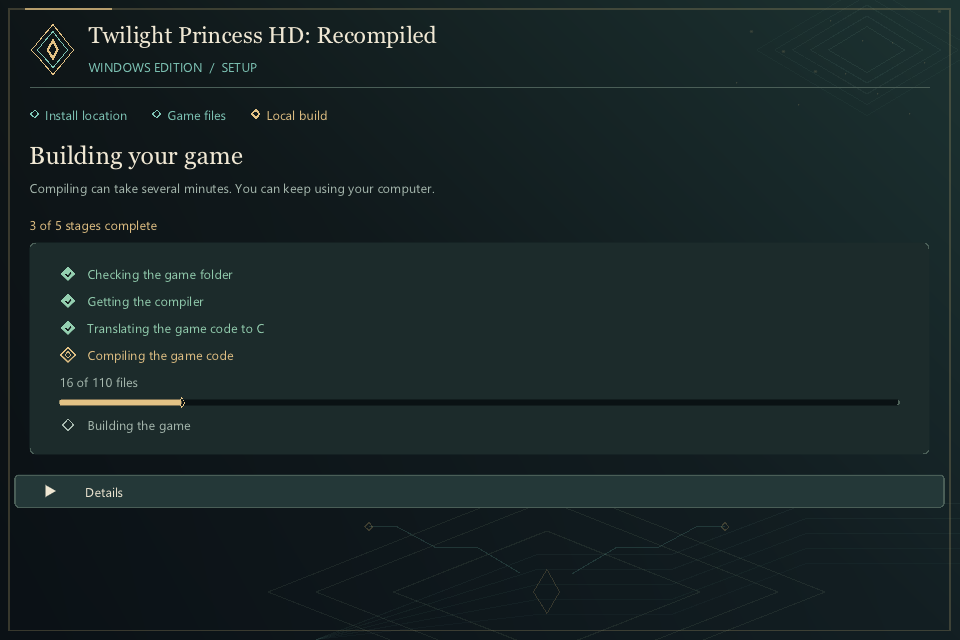 Twilight Princess HD: Recompiled
WINDOWS EDITION / SETUP
Install location Game files Local build
Building your game
Compiling can take several minutes. You can keep using your computer.
3 of 5 stages complete
Checking the game folder
Getting the compiler
Translating the game code to C
Compiling the game code
16 of 110 files
Building the game
Details